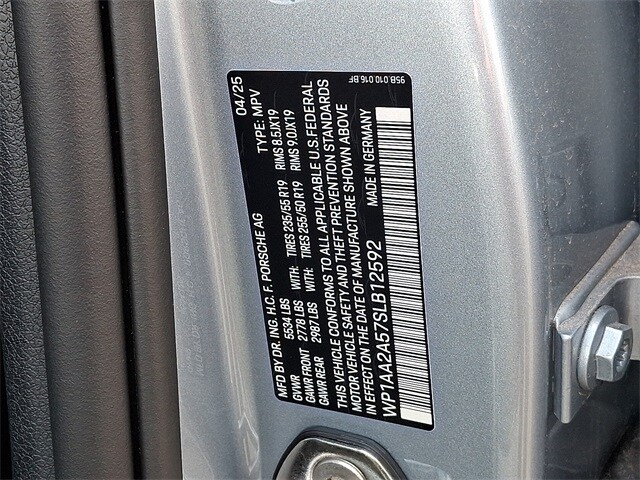 04/25
TYPE: MPV
MFD BY DR. ING. H.C. F. PORSCHE AG
GVWR 5534 LBS WITH: TIRES 235/55 R19 RIMS 8.5JX19
GAWR FRONT 2778 LBS WITH: TIRES 255/50 R19 RIMS 9.0JX19
GAWR REAR 2987 LBS
THIS VEHICLE CONFORMS TO ALL APPLICABLE U.S. FEDERAL
MOTOR VEHICLE SAFETY AND THEFT PREVENTION STANDARDS
IN EFFECT ON THE DATE OF MANUFACTURE SHOWN ABOVE
MADE IN GERMANY
WP1AA2A57SLB12592
95B.010.016.BF